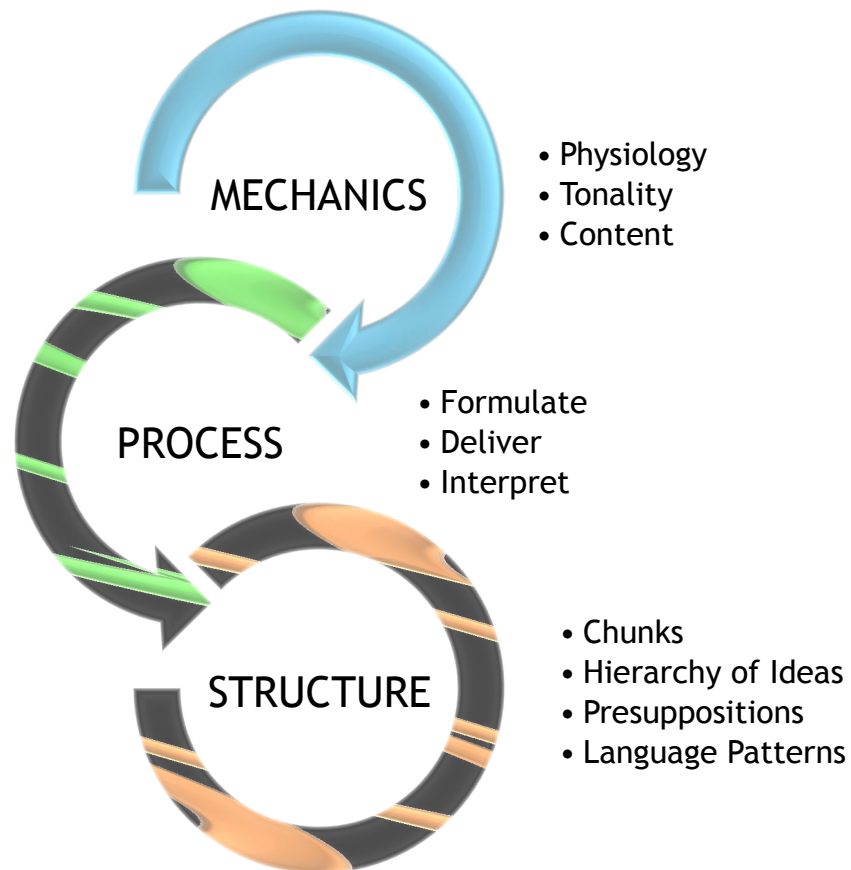 MECHANICS
• Physiology
• Tonality
• Content
PROCESS
• Formulate
• Deliver
• Interpret
STRUCTURE
• Chunks
• Hierarchy of Ideas
• Presuppositions
• Language Patterns